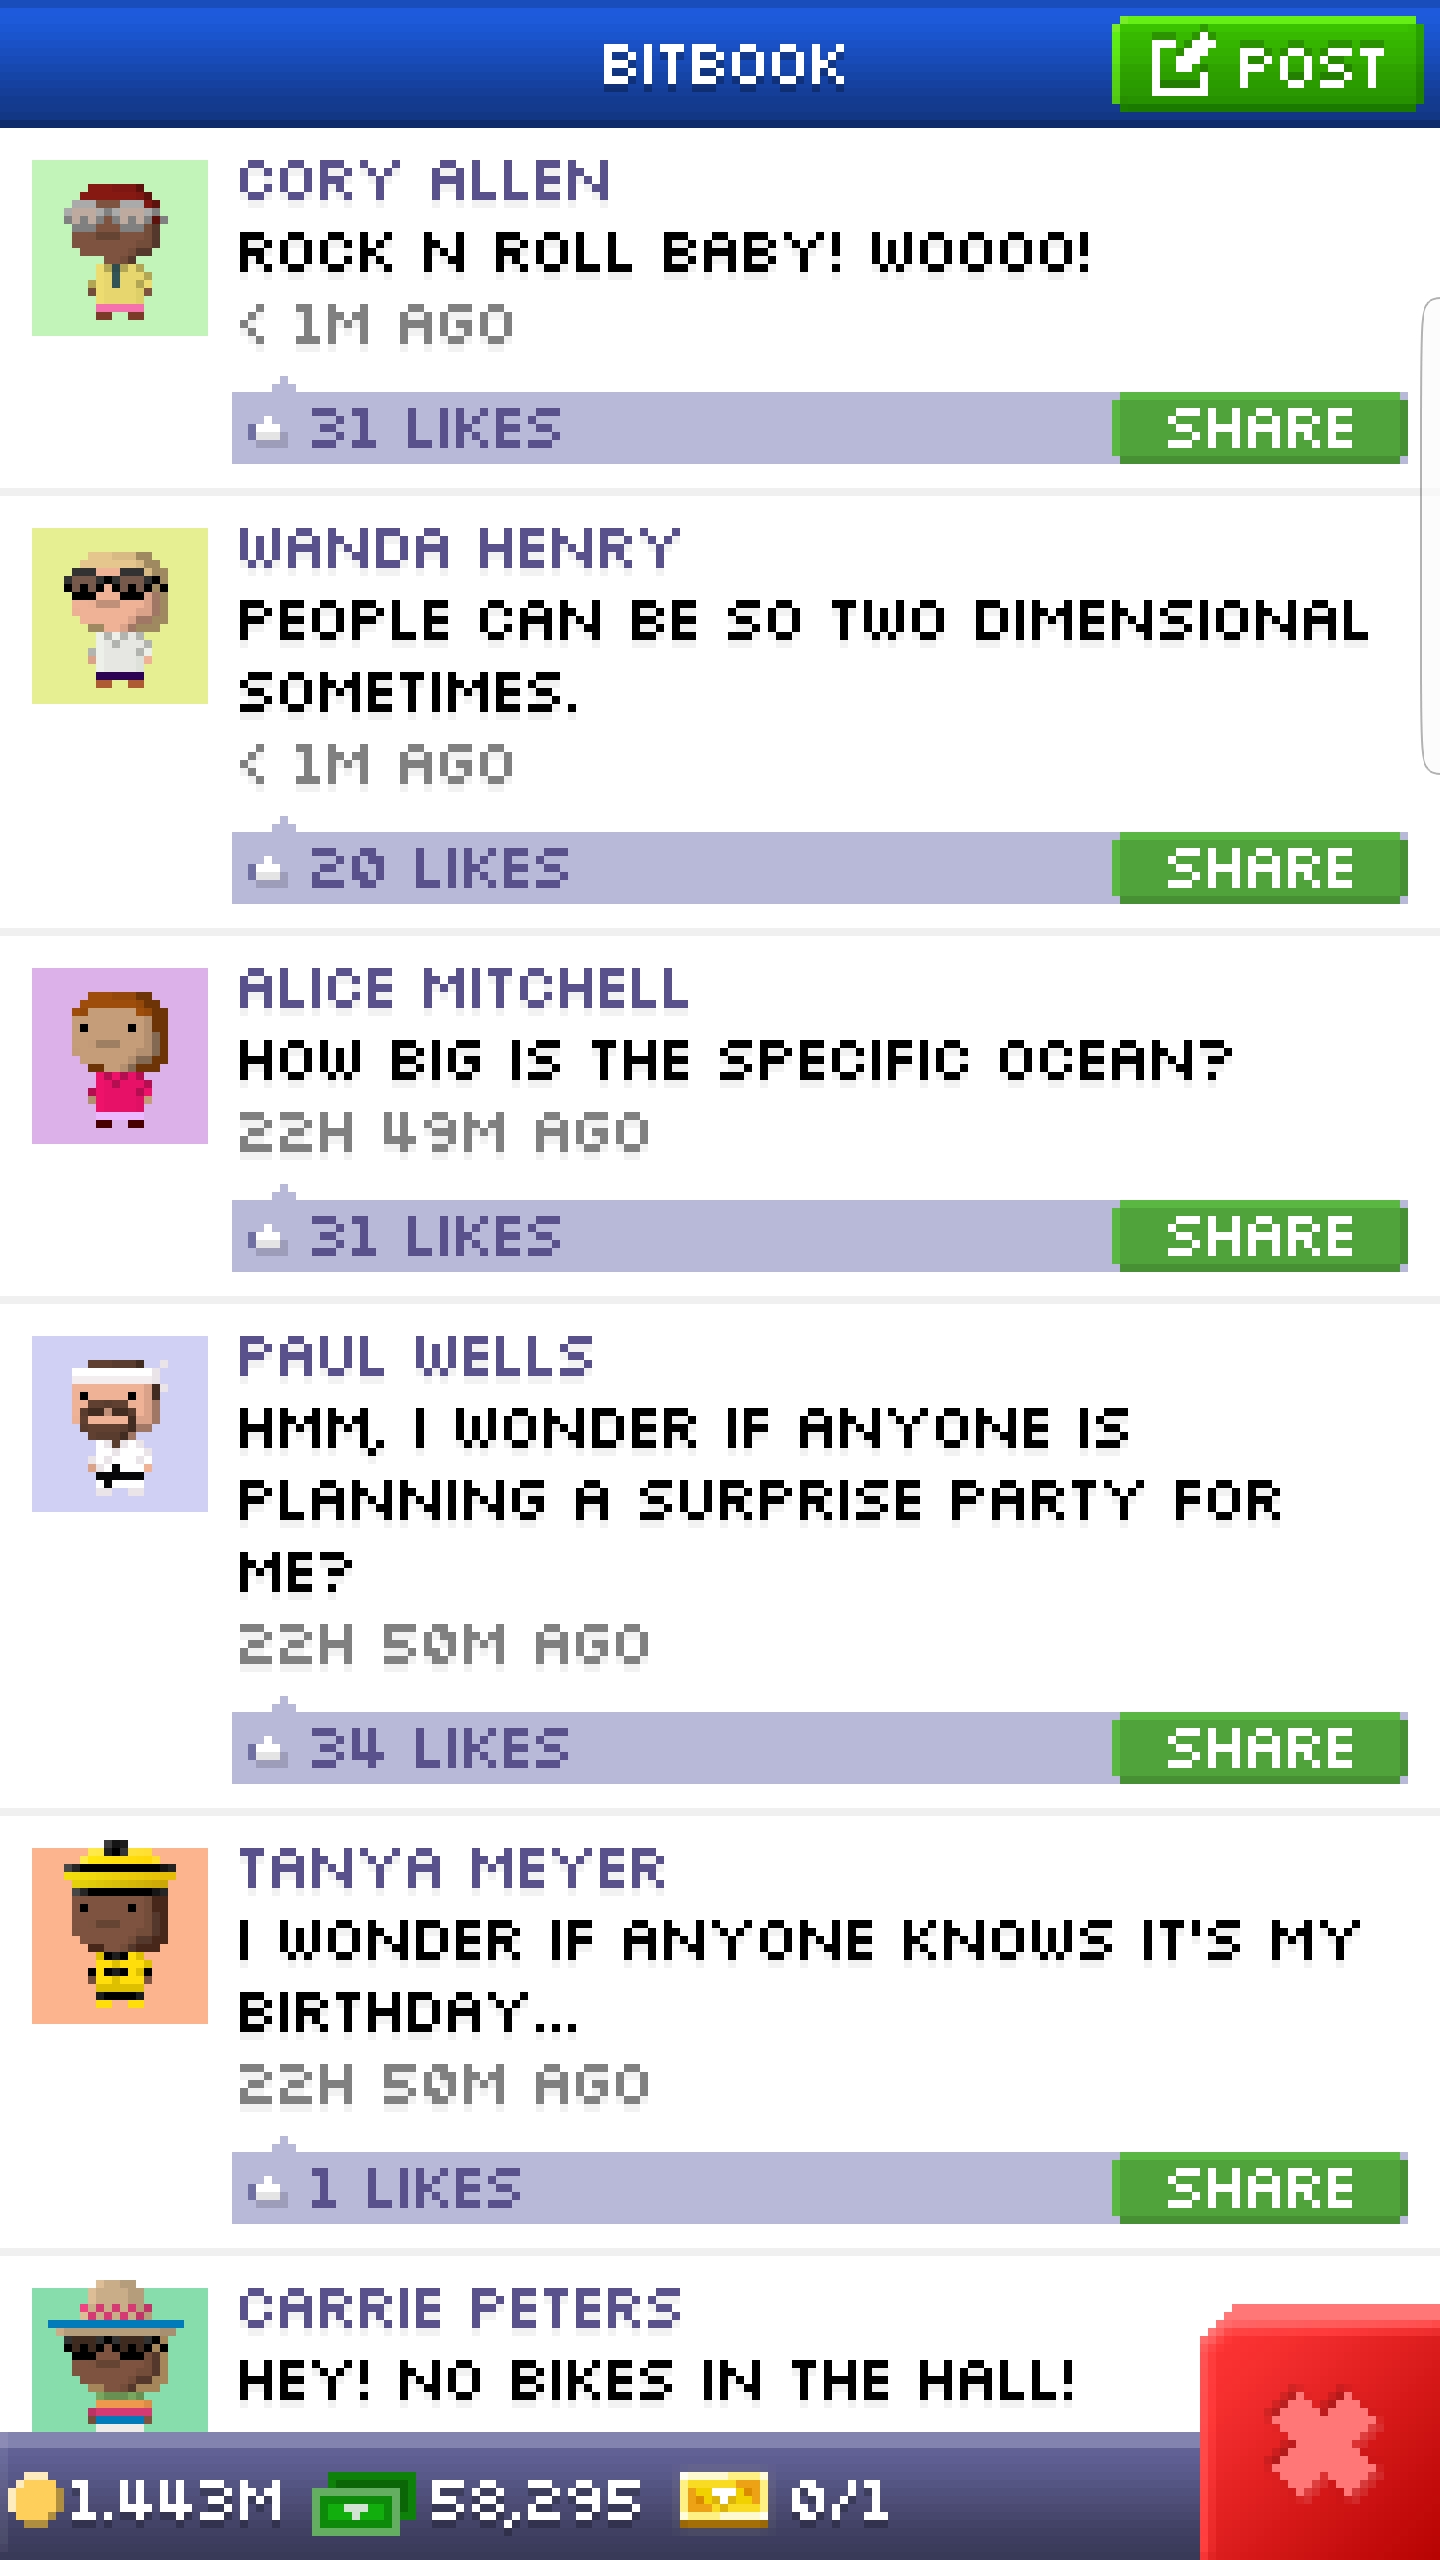 BITBOOK
POST
CORY ALLEN
ROCK N ROLL BABY! WOOOO!
< 1M AGO
31 LIKES
SHARE
WANDA HENRY
PEOPLE CAN BE SO TWO DIMENSIONAL
SOMETIMES.
< 1M AGO
20 LIKES
SHARE
ALICE MITCHELL
HOW BIG IS THE SPECIFIC OCEAN?
22H 49M AGO
31 LIKES
SHARE
PAUL WELLS
HMM, I WONDER IF ANYONE IS
PLANNING A SURPRISE PARTY FOR
ME?
22H 50M AGO
34 LIKES
SHARE
TANYA MEYER
I WONDER IF ANYONE KNOWS IT'S MY
BIRTHDAY...
22H 50M AGO
1 LIKES
SHARE
CARRIE PETERS
HEY! NO BIKES IN THE HALL!
1.443M 58,295 0/1